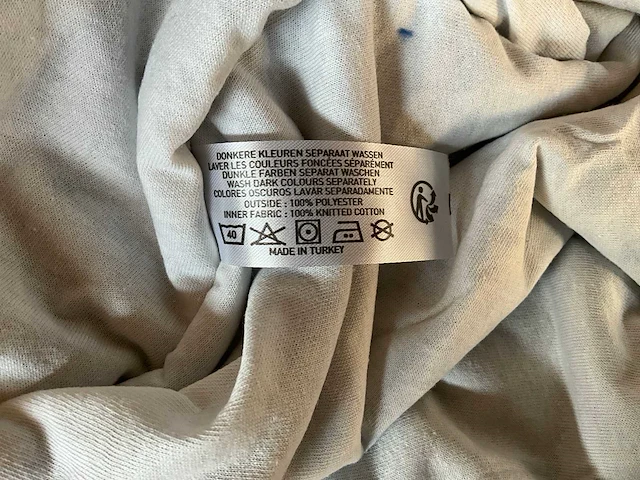 DONKERE KLEUREN SEPARAAT WASSEN
LAVER LES COULEURS FONCÉES SÉPARÉMENT
DUNKLE FARBEN SEPARAT WASCHEN
WASH DARK COLOURS SEPARATELY
COLORES OSCUROS LAVAR SEPARADAMENTE
OUTSIDE : 100% POLYESTER
INNER FABRIC : 100% KNITTED COTTON
40
MADE IN TURKEY